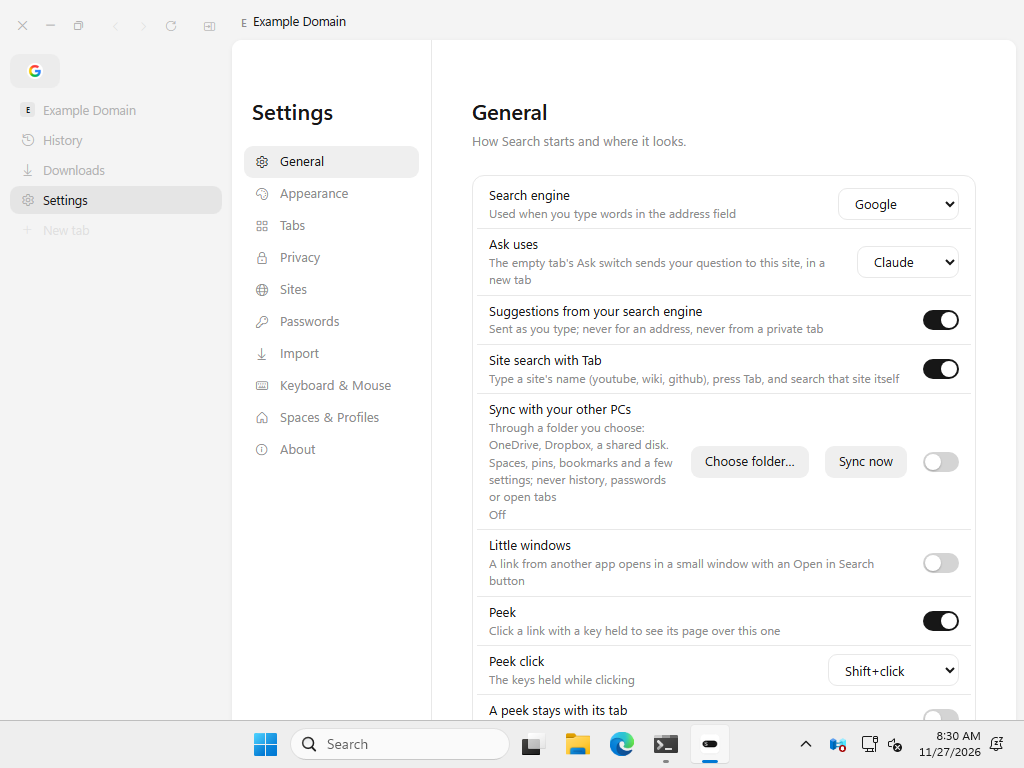 E Example Domain
E Example Domain
History
Downloads
Settings
+ New tab
Settings
General
Appearance
Tabs
Privacy
Sites
Passwords
Import
Keyboard & Mouse
Spaces & Profiles
About
General
How Search starts and where it looks.
Search engine
Used when you type words in the address field
Google
Ask uses
The empty tab's Ask switch sends your question to this site, in a
new tab
Claude
Suggestions from your search engine
Sent as you type; never for an address, never from a private tab
Site search with Tab
Type a site's name (youtube, wiki, github), press Tab, and search that site itself
Sync with your other PCs
Through a folder you choose:
OneDrive, Dropbox, a shared disk.
Spaces, pins, bookmarks and a few
settings; never history, passwords
or open tabs
Off
Choose folder...
Sync now
Little windows
A link from another app opens in a small window with an Open in Search
button
Peek
Click a link with a key held to see its page over this one
Peek click
The keys held while clicking
Shift+click
A peek stays with its tab
Search
8:30 AM
11/27/2026